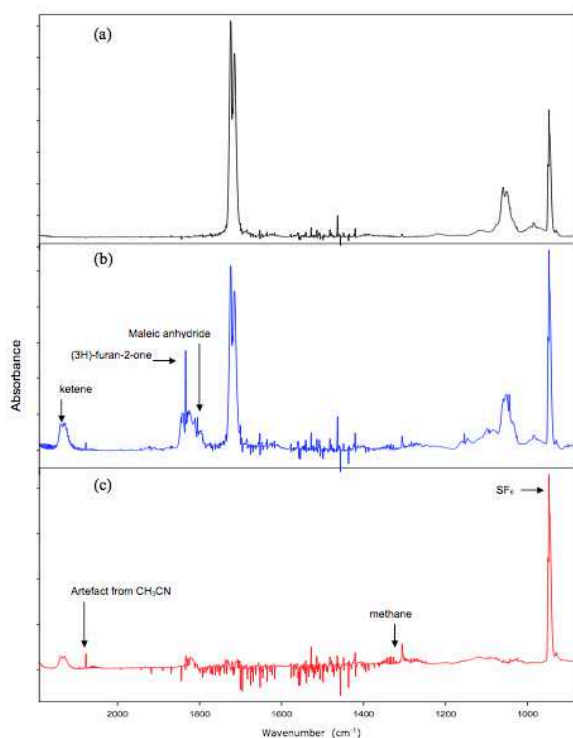 (a)
(b)
Maleic anhydride
(3H)-furan-2-one
ketene
(c)
SF₆
Artefact from CH₃CN
methane
Absorbance
2000 1800 1600 1400 1200 1000
Wavenumber (cm⁻¹)